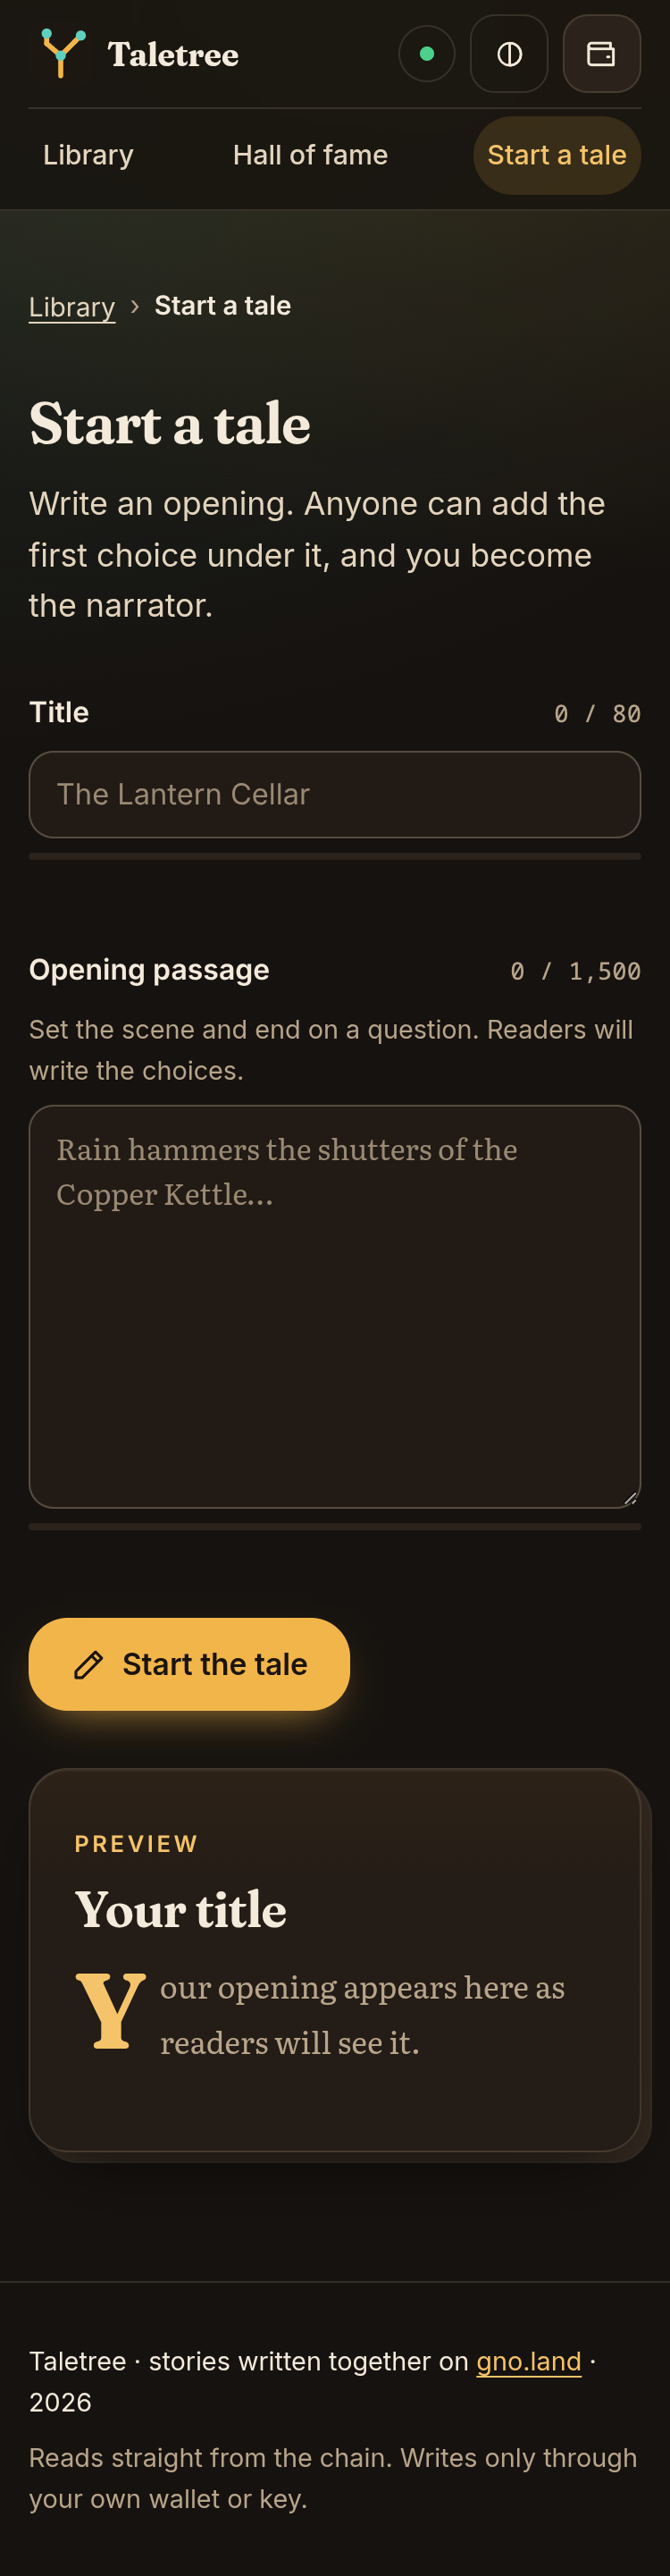 Taletree
Library
Hall of fame
Start a tale
Library › Start a tale
Start a tale
Write an opening. Anyone can add the
first choice under it, and you become
the narrator.
Title
0 / 80
The Lantern Cellar
Opening passage
0 / 1,500
Set the scene and end on a question. Readers will
write the choices.
Rain hammers the shutters of the
Copper Kettle...
Start the tale
PREVIEW
Your title
Your opening appears here as
readers will see it.
Taletree · stories written together on gno.land ·
2026
Reads straight from the chain. Writes only through
your own wallet or key.